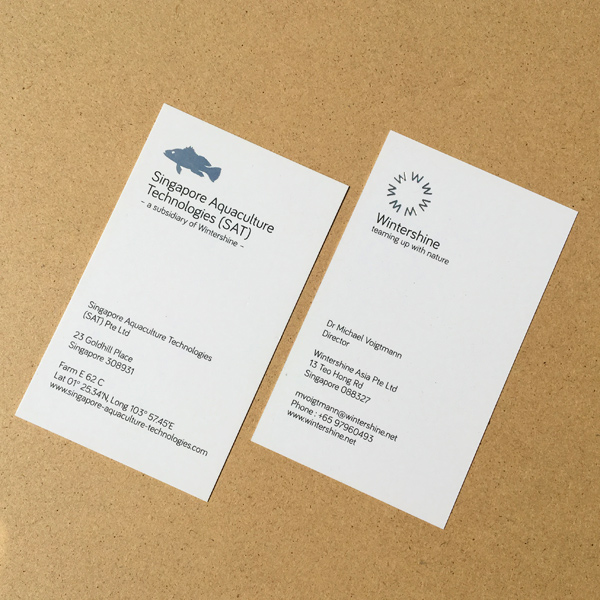 Singapore Aquaculture
Technologies (SAT)
- a subsidiary of Wintershine -
Singapore Aquaculture Technologies
(SAT) Pte Ltd
23 Goldhill Place
Singapore 308931
Farm E 62 C
Lat 01° 25.34'N, Long 103° 57.45'E
www.singapore-aquaculture-technologies.com
Wintershine
teaming up with nature
Dr Michael Voigtmann
Director
Wintershine Asia Pte Ltd
13 Teo Hong Rd
Singapore 088327
mvoigtmann@wintershine.net
Phone : +65 97960493
www.wintershine.net